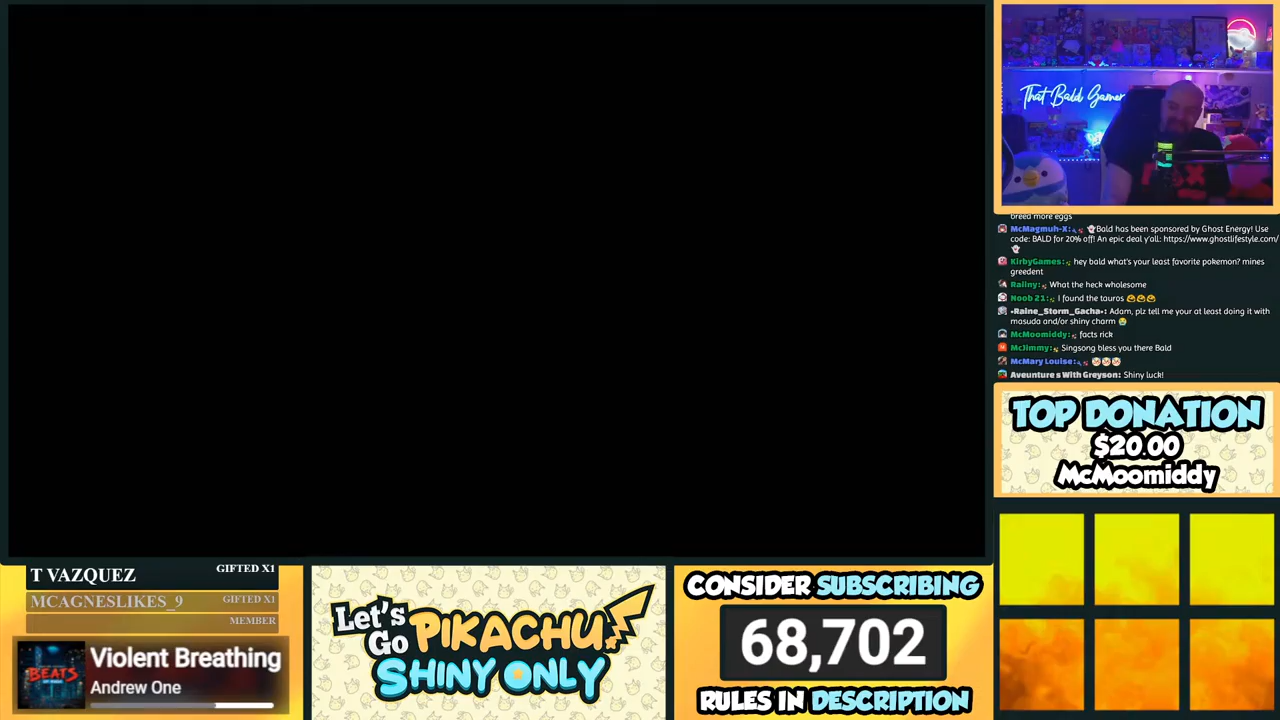 That Bald Gamer
breed more eggs
McMagmuh-X: Bald has been sponsored by Ghost Energy! Use
code: BALD for 20% off! An epic deal y'all: https://www.ghostlifestyle.com/
KirbyGames: hey bald what's your least favorite pokemon? mines
greedent
Rainy: What the heck wholesome
Noob 21: I found the tauros
•Raine_Storm_Gacha•: Adam, plz tell me your at least doing it with
masuda and/or shiny charm
McMoomiddy: facts rick
McJimmy: Singsong bless you there Bald
McMary Louise:
Aveunture s With Greyson: Shiny luck!
TOP DONATION
$20.00
McMoomiddy
T VAZQUEZ GIFTED X1
MCAGNESLIKES_9 GIFTED X1
MEMBER
BEATS
Violent Breathing
Andrew One
Let's
Go
PIKACHU
SHINY ONLY
CONSIDER SUBSCRIBING
68,702
RULES IN DESCRIPTION